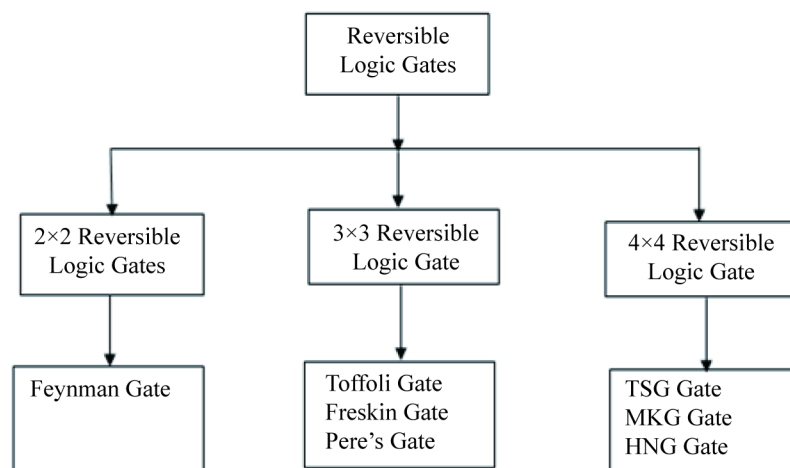 Reversible
Logic Gates
2×2 Reversible
Logic Gates
3×3 Reversible
Logic Gate
4×4 Reversible
Logic Gate
Feynman Gate
Toffoli Gate
Freskin Gate
Pere’s Gate
TSG Gate
MKG Gate
HNG Gate